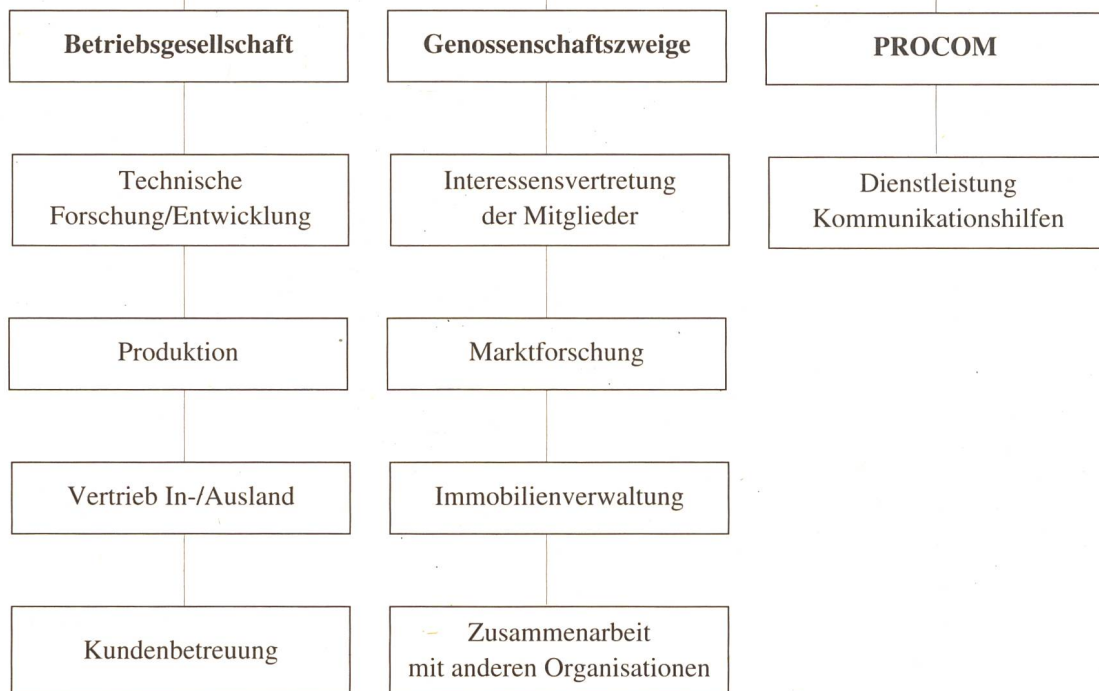 Betriebsgesellschaft
Technische
Forschung/Entwicklung
Produktion
Vertrieb In-/Ausland
Kundenbetreuung
Genossenschaftszweige
Interessensvertretung
der Mitglieder
Marktforschung
Immobilienverwaltung
Zusammenarbeit
mit anderen Organisationen
PROCOM
Dienstleistung
Kommunikationshilfen